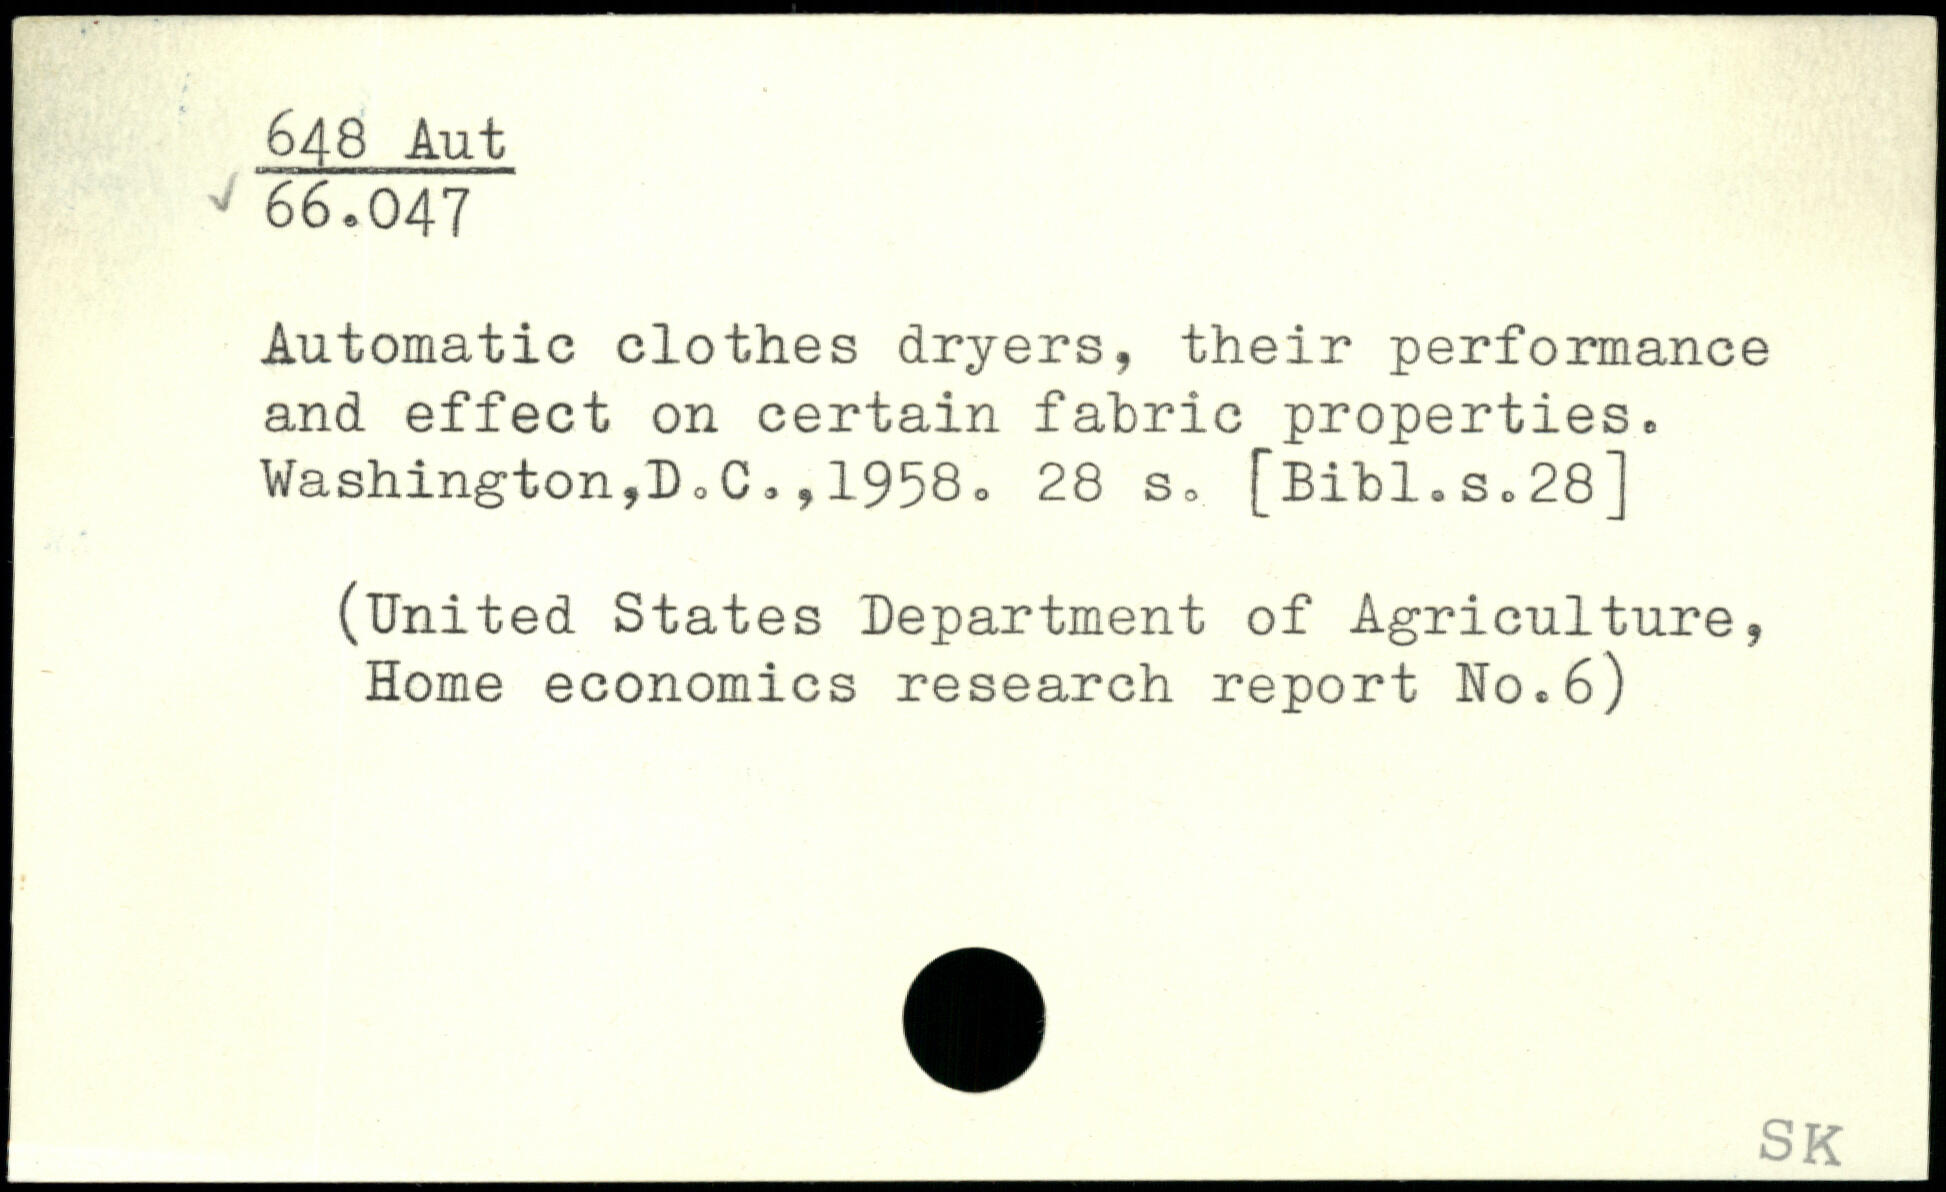 648 Aut
66.047
Automatic clothes dryers, their performance
and effect on certain fabric properties.
Washington,D.C.,1958. 28 s. [Bibl.s.28]
(United States Department of Agriculture,
Home economics research report No.6)
SK